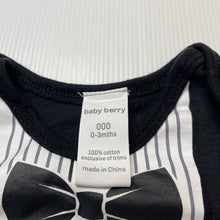 baby berry
000
0-3mths
100% cotton
exclusive of trims
made in China